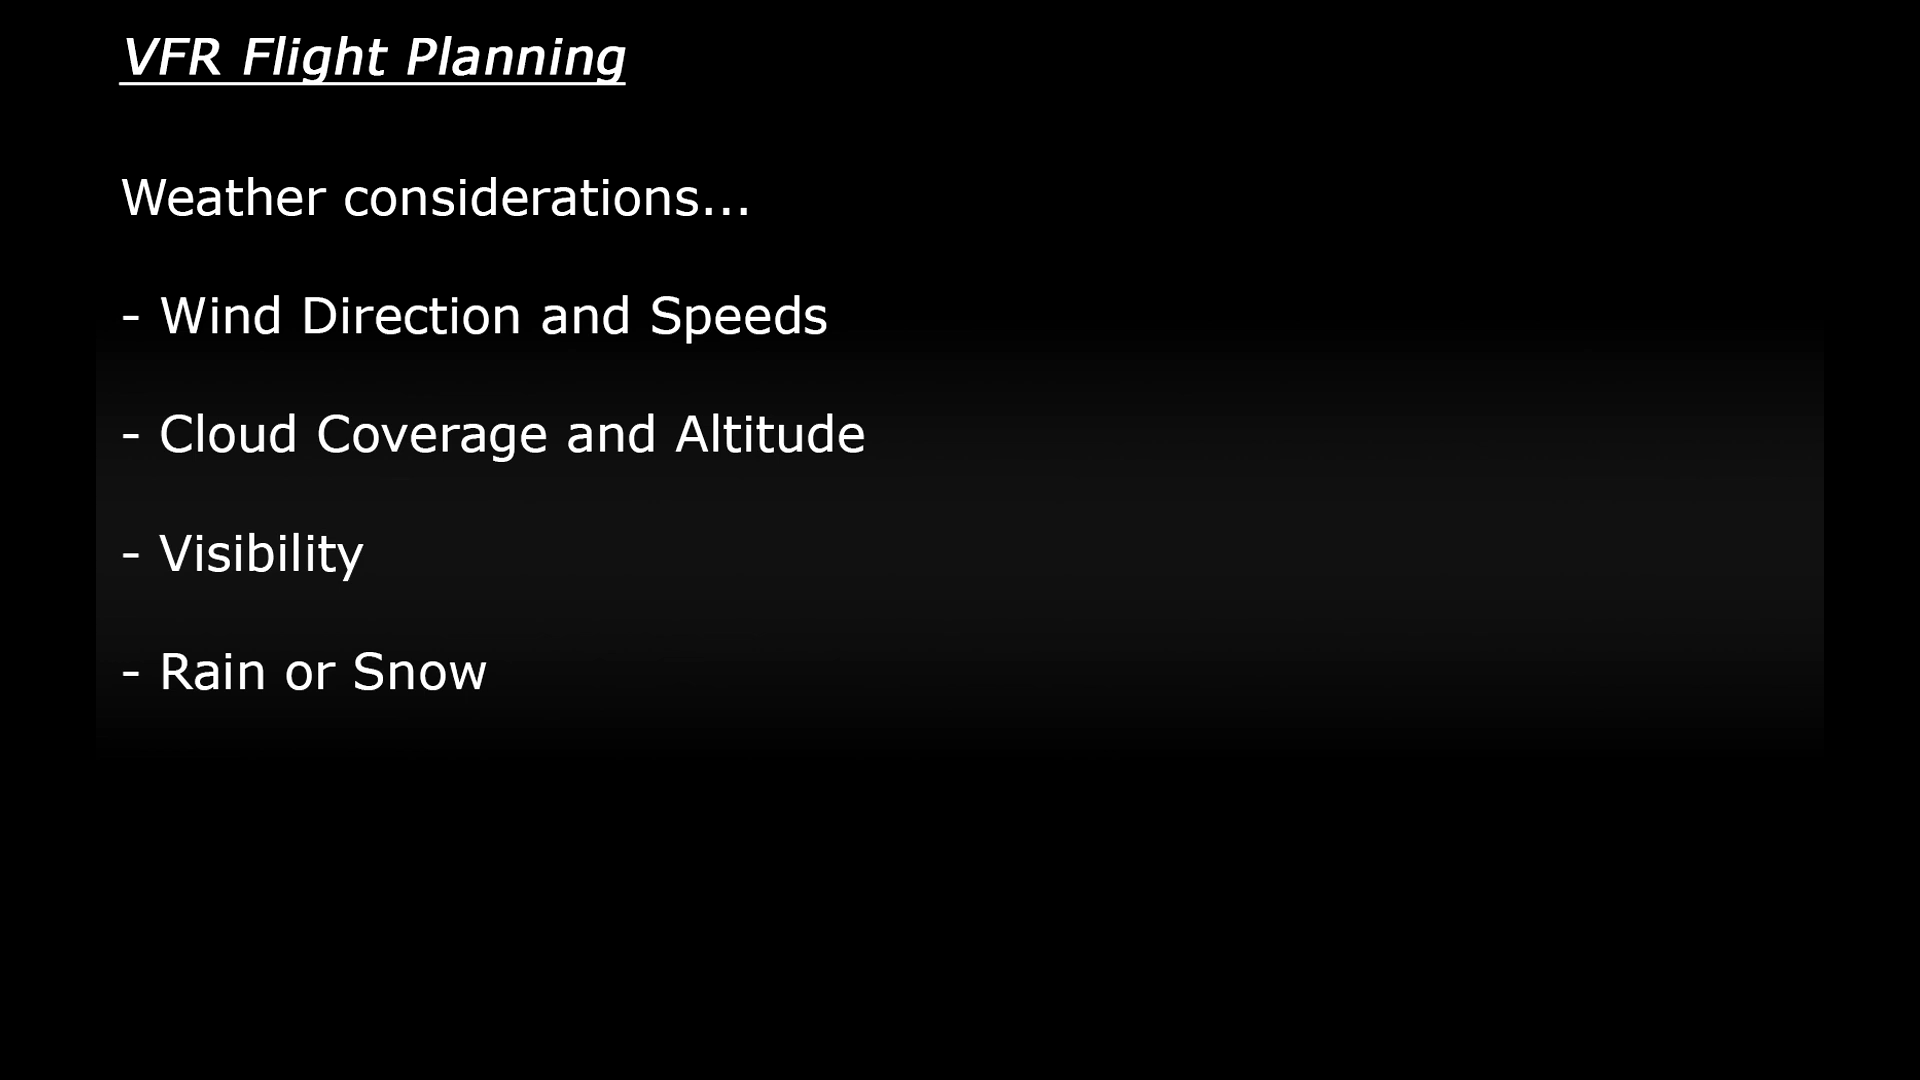 VFR Flight Planning
Weather considerations...
- Wind Direction and Speeds
- Cloud Coverage and Altitude
- Visibility
- Rain or Snow